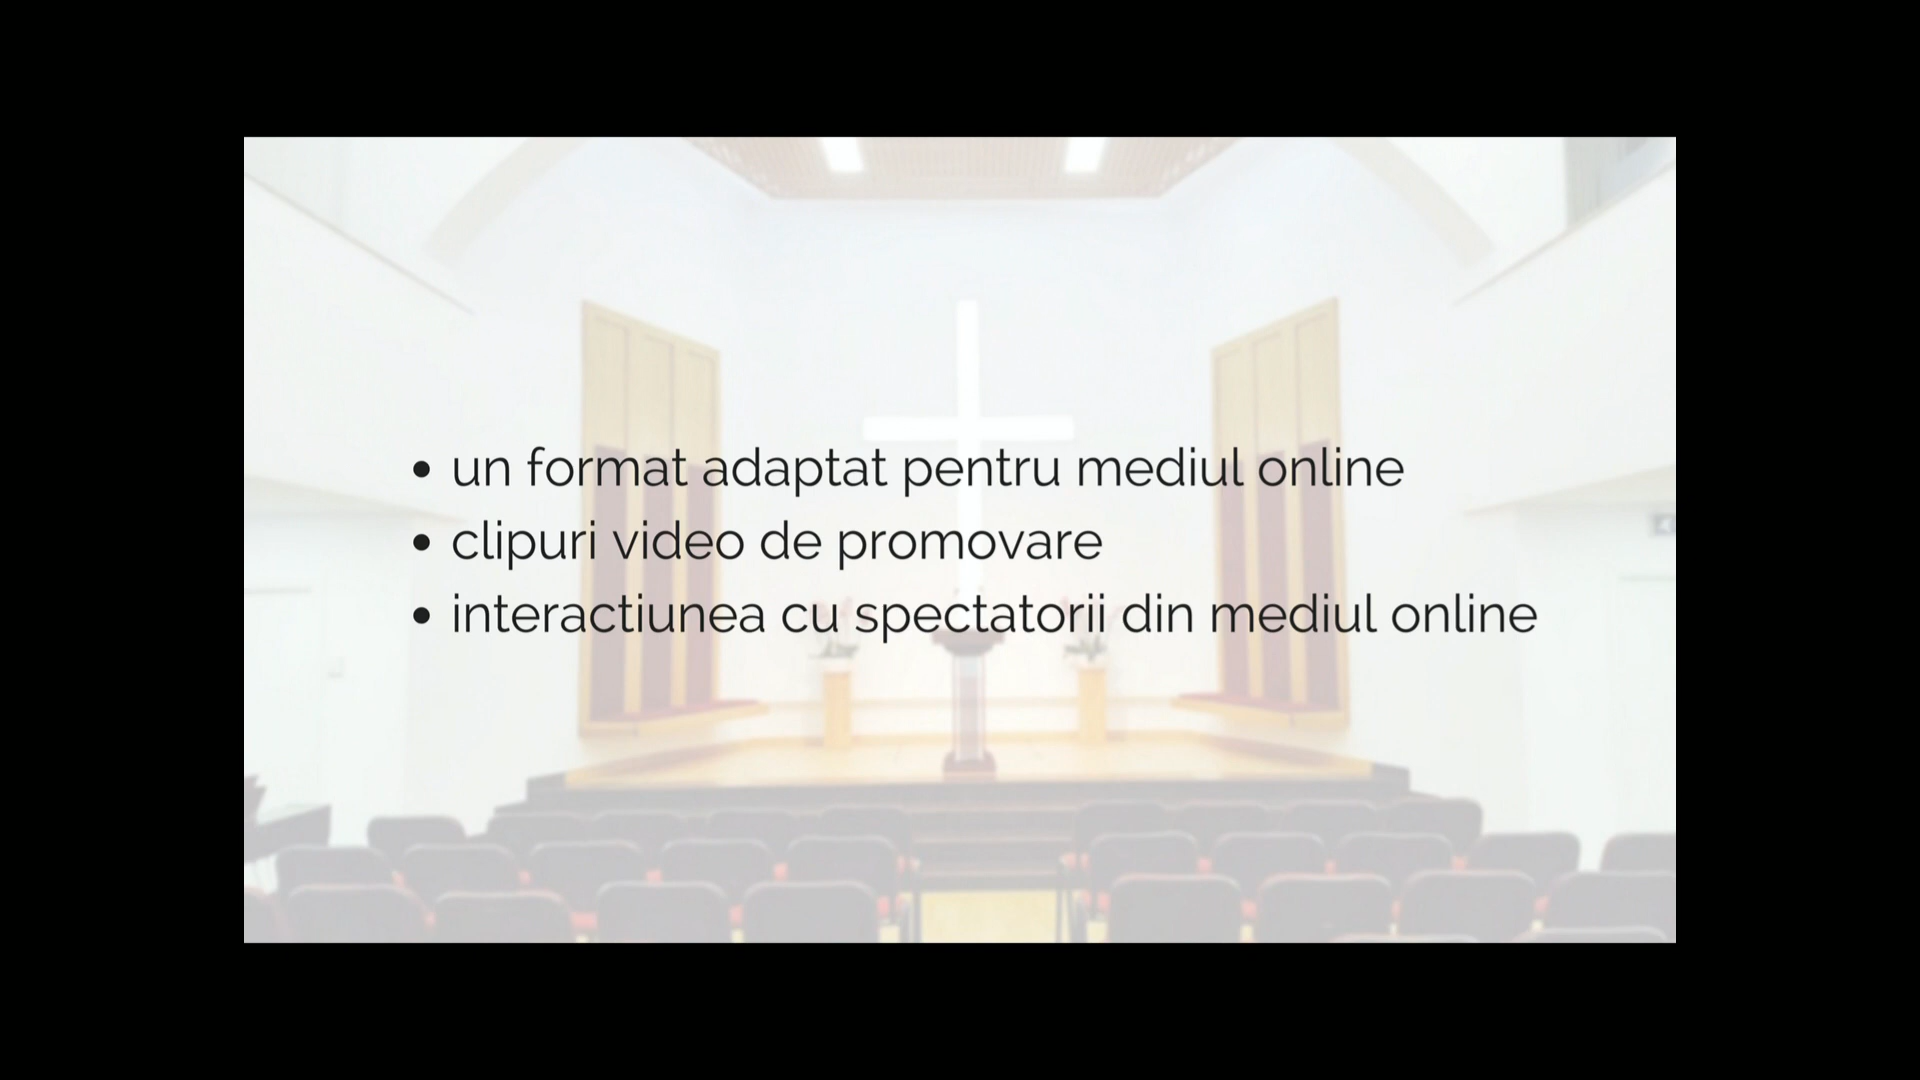 • un format adaptat pentru mediul online
• clipuri video de promovare
• interactiunea cu spectatorii din mediul online